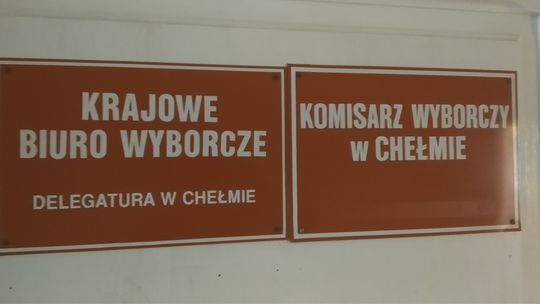 KRAJOWE
BIURO WYBORCZE
DELEGATURA W CHEŁMIE
KOMISARZ WYBORCZY
W CHEŁMIE